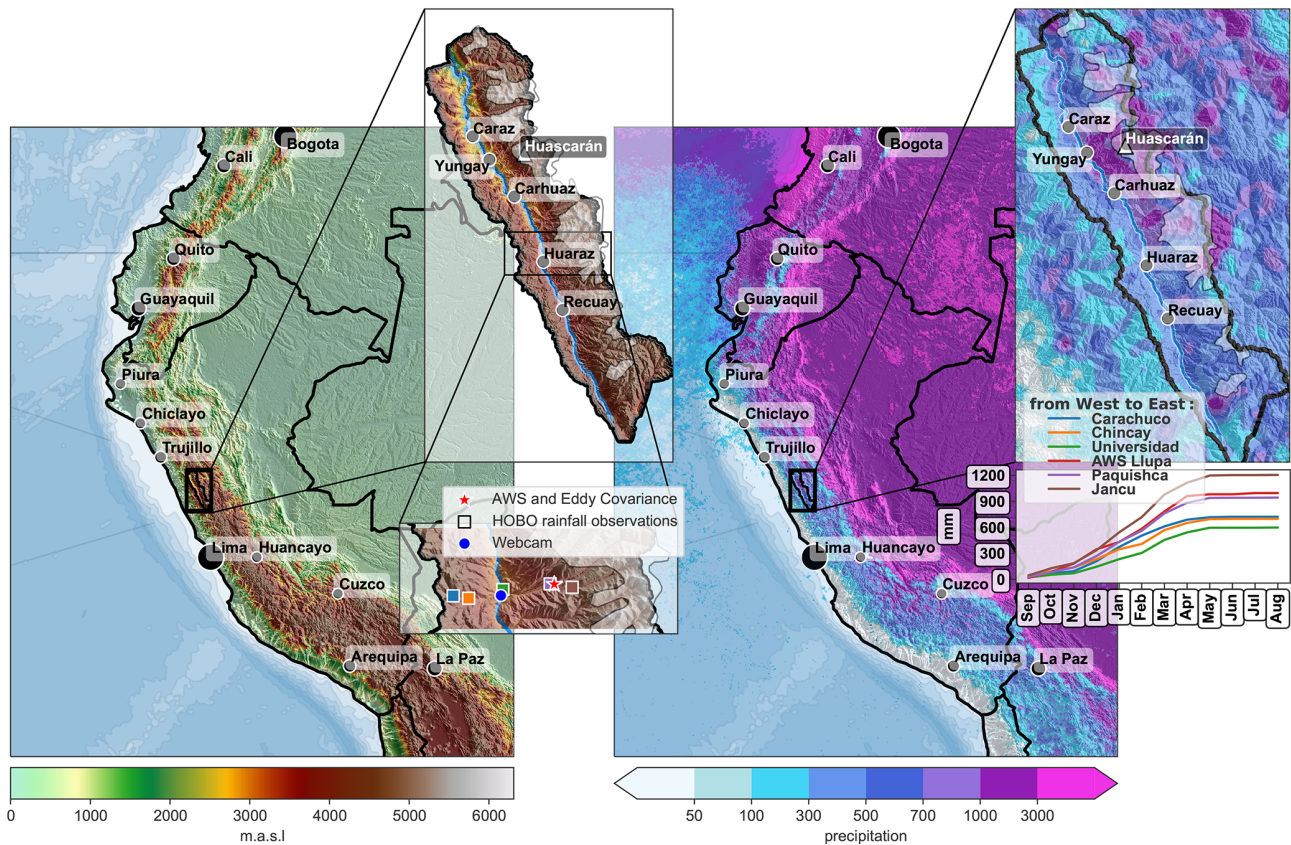 Caraz
Huascarán
Yungay
Carhuaz
Huaraz
Recuay
Cali
Bogota
Quito
Guayaquil
Piura
Chiclayo
Trujillo
Lima
Huancayo
Cuzco
Arequipa
La Paz
AWS and Eddy Covariance
HOBO rainfall observations
Webcam
0 1000 2000 3000 4000 5000 6000
m.a.s.l
Caraz
Huascarán
Yungay
Carhuaz
Huaraz
Recuay
Cali
Bogota
Quito
Guayaquil
Piura
Chiclayo
Trujillo
Lima
Huancayo
Cuzco
Arequipa
La Paz
from West to East :
Carachuco
Chincay
Universidad
AWS Llupa
Paquishca
Jancu
1200
900
600
300
0
mm
Sep Oct Nov Dec Jan Feb Mar Apr May Jun Jul Aug
50 100 300 500 700 1000 3000
precipitation